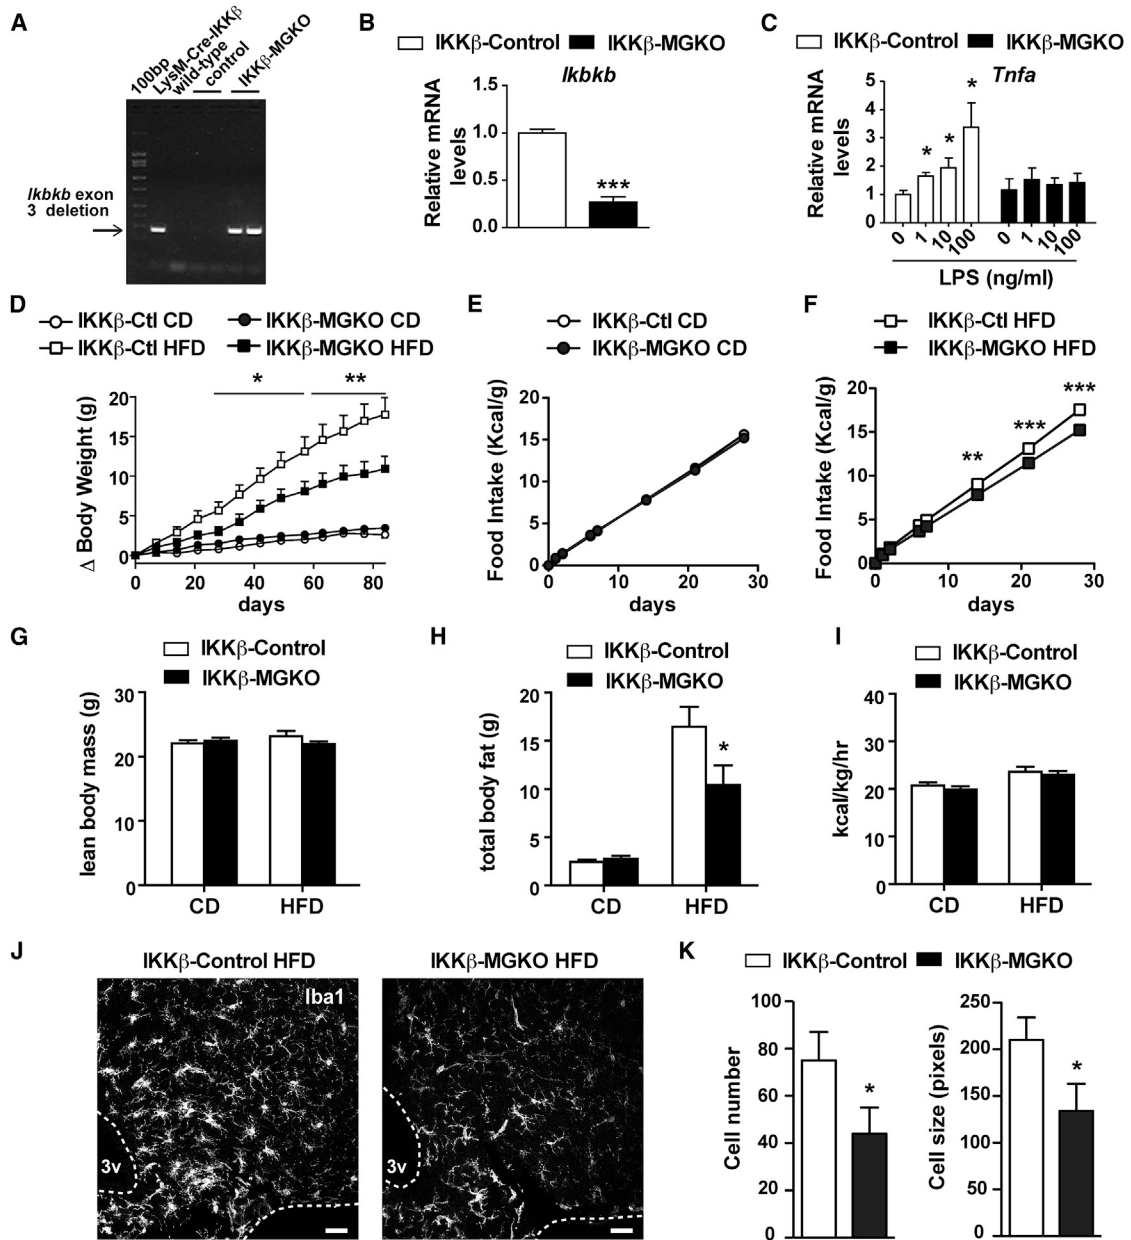 A
100bp
LysM-Cre-IKKβ
wild-type
control
IKKβ-MGKO
Ikbkb exon
3 deletion
B
IKKβ-Control IKKβ-MGKO
Ikbkb
Relative mRNA
levels
1.5
1.0
0.5
0.0
***
C
IKKβ-Control IKKβ-MGKO
Tnfa
Relative mRNA
levels
5
4
3
2
1
0
* * *
0 1 10 100 0 1 10 100
LPS (ng/ml)
D
IKKβ-Ctl CD IKKβ-MGKO CD
IKKβ-Ctl HFD IKKβ-MGKO HFD
* **
Δ Body Weight (g)
20
15
10
5
0
0 20 40 60 80
days
E
IKKβ-Ctl CD
IKKβ-MGKO CD
Food Intake (Kcal/g)
20
15
10
5
0
0 10 20 30
days
F
IKKβ-Ctl HFD
IKKβ-MGKO HFD
Food Intake (Kcal/g)
20
15
10
5
0
** *** ***
0 10 20 30
days
G
IKKβ-Control
IKKβ-MGKO
lean body mass (g)
30
20
10
0
CD HFD
H
IKKβ-Control
IKKβ-MGKO
total body fat (g)
20
15
10
5
0
*
CD HFD
I
IKKβ-Control
IKKβ-MGKO
kcal/kg/hr
40
30
20
10
0
CD HFD
J
IKKβ-Control HFD IKKβ-MGKO HFD
Iba1
3v
3v
K
IKKβ-Control IKKβ-MGKO
Cell number
100
80
60
40
20
0
*
Cell size (pixels)
250
200
150
100
50
0
*